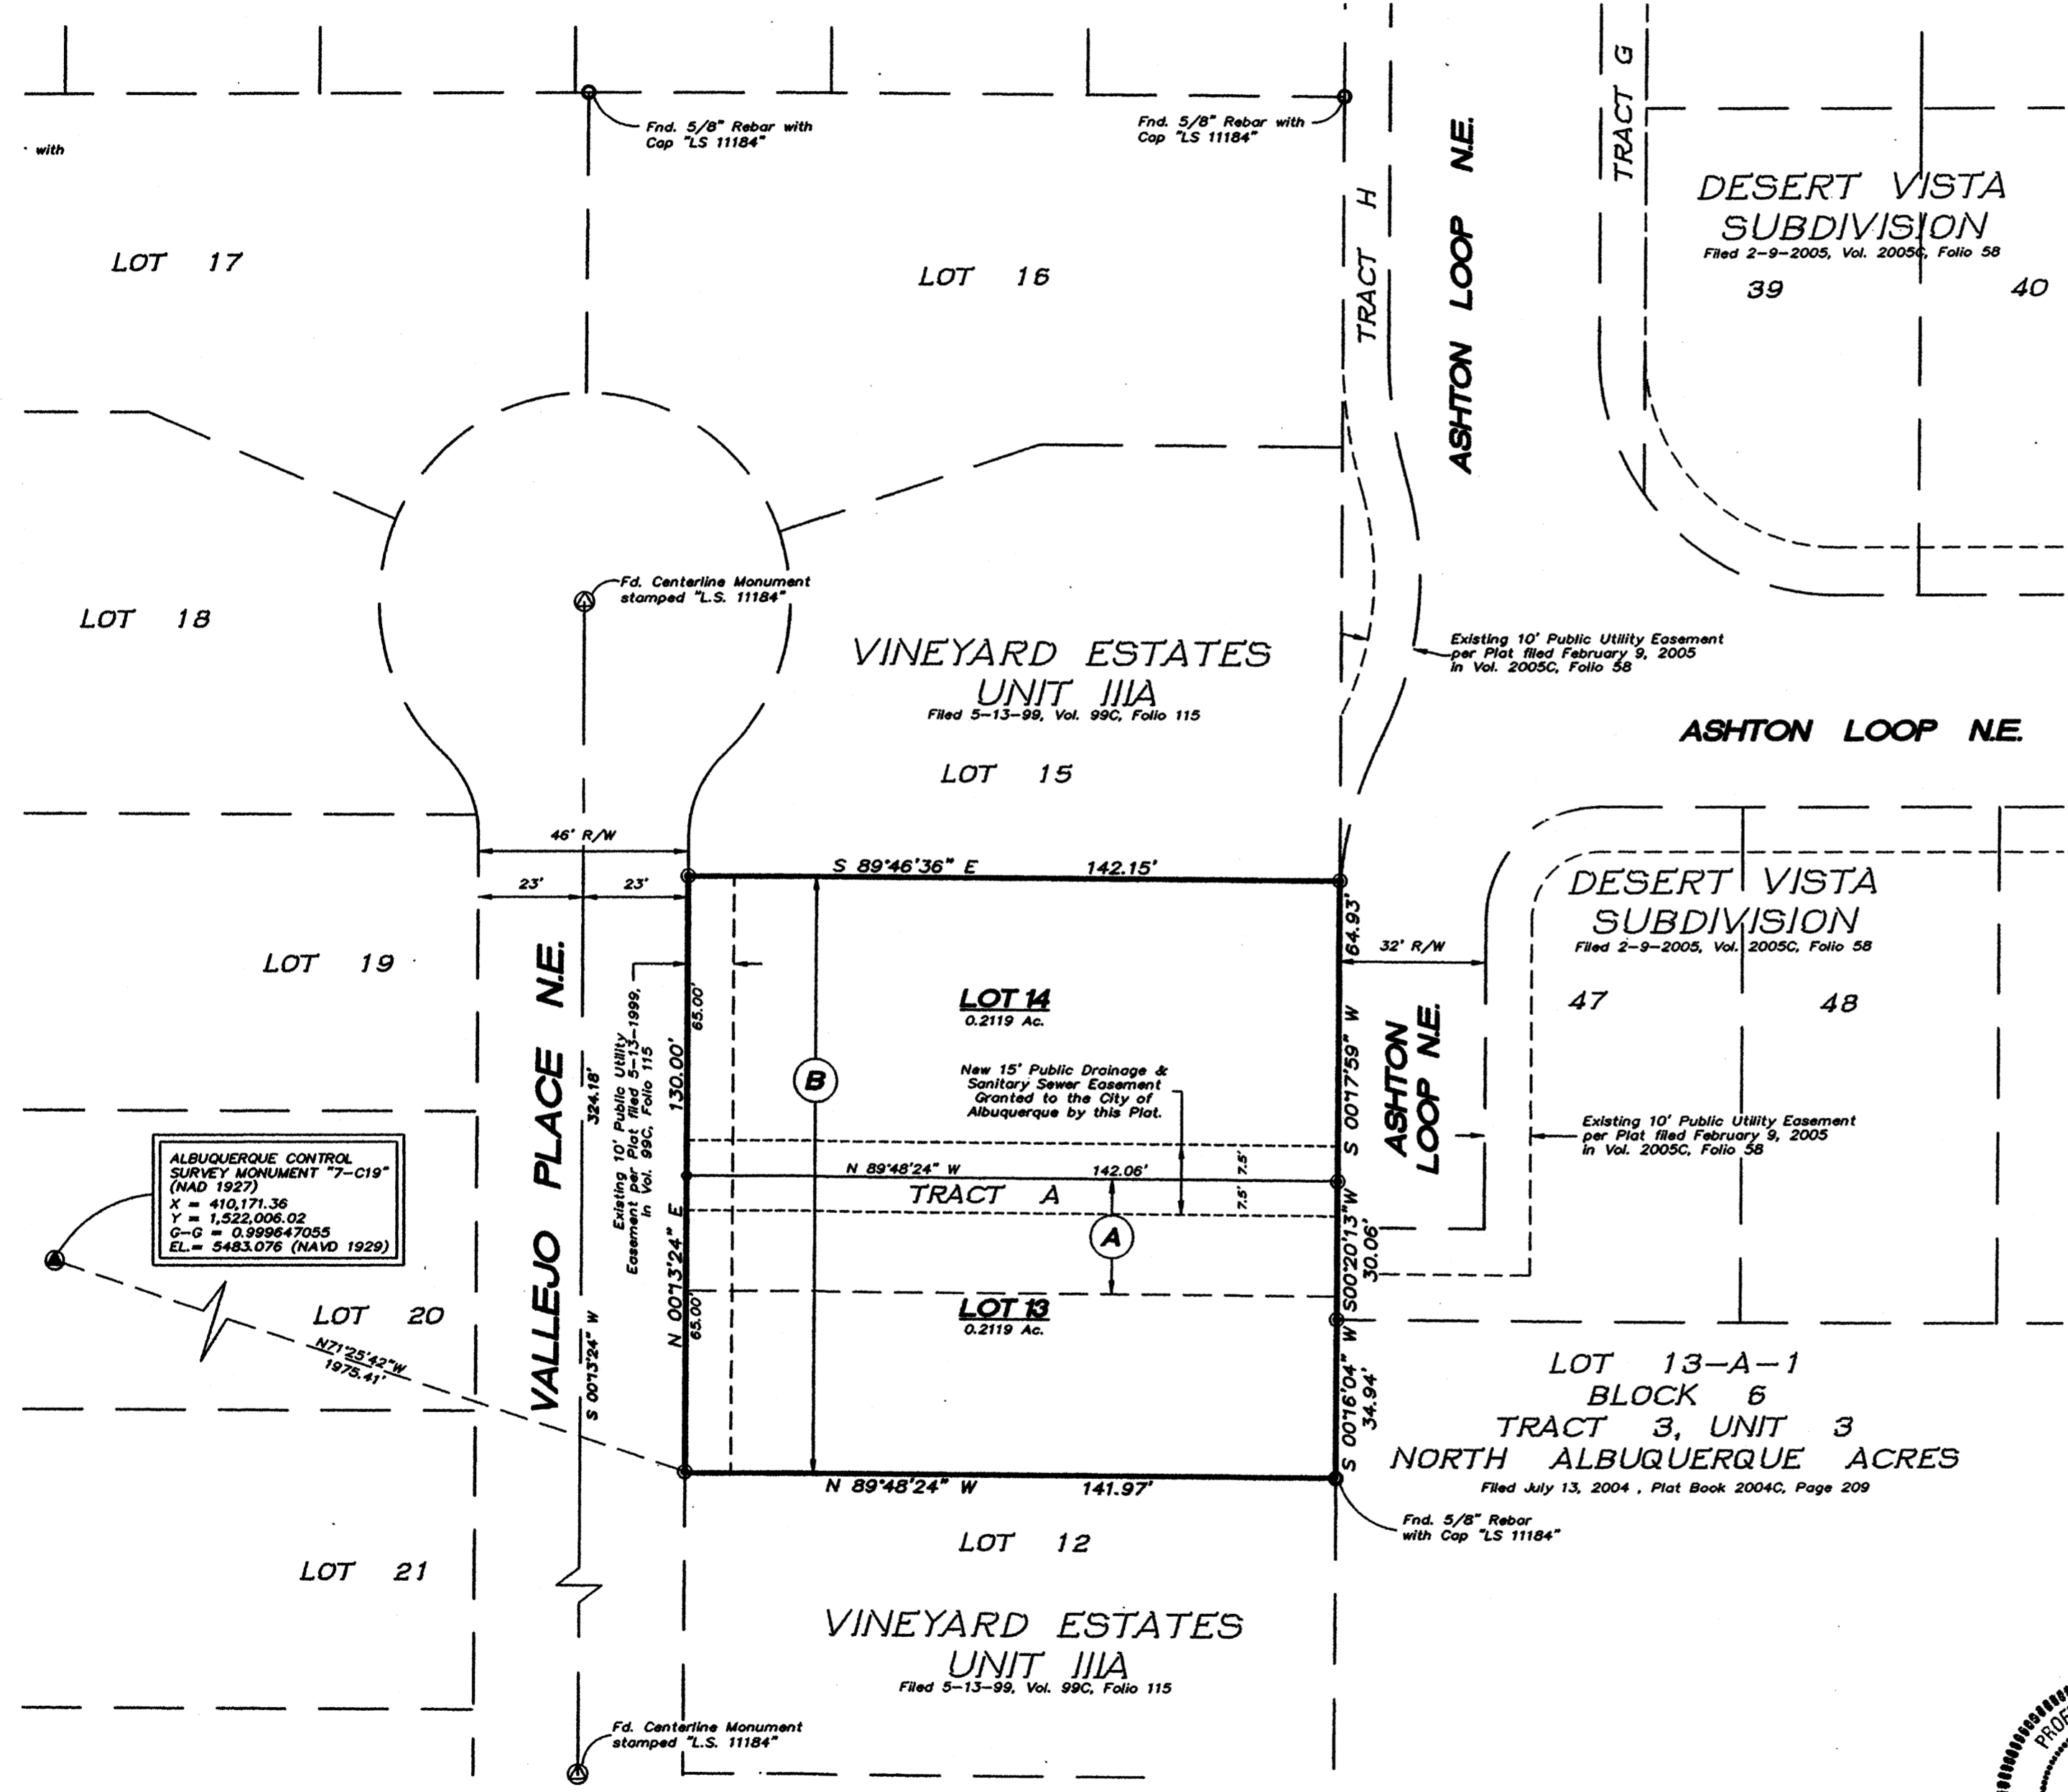 TRACT G
Fnd. 5/8" Rebar with
Cap "LS 11184"
Fnd. 5/8" Rebar with
Cap "LS 11184"
with
ASHTON LOOP N.E.
TRACT H
DESERT VISTA
SUBDIVISION
Filed 2-9-2005, Vol. 2005C, Folio 58
39
40
LOT 17
LOT 16
Fd. Centerline Monument
stamped "L.S. 11184"
LOT 18
VINEYARD ESTATES
UNIT IIIA
Filed 5-13-99, Vol. 99C, Folio 115
Existing 10' Public Utility Easement
per Plat filed February 9, 2005
in Vol. 2005C, Folio 58
ASHTON LOOP N.E.
LOT 15
46' R/W
23'
23'
S 89°46'36" E 142.15'
64.93'
S 00°17'59" W
32' R/W
DESERT VISTA
SUBDIVISION
Filed 2-9-2005, Vol. 2005C, Folio 58
47
48
LOT 19
VALLEJO PLACE N.E.
324.18'
S 00°13'24" W
Existing 10' Public Utility
Easement per Plat filed 5-13-1999,
in Vol. 99C, Folio 115
65.00'
130.00'
N 00°13'24" E
65.00'
LOT 14
0.2119 Ac.
B
New 15' Public Drainage &
Sanitary Sewer Easement
Granted to the City of
Albuquerque by this Plat.
ASHTON
LOOP N.E.
Existing 10' Public Utility Easement
per Plat filed February 9, 2005
in Vol. 2005C, Folio 58
ALBUQUERQUE CONTROL
SURVEY MONUMENT "7-C19"
(NAD 1927)
X = 410,171.36
Y = 1,522,006.02
G-G = 0.999647055
EL.= 5483.076 (NAVD 1929)
N 89°48'24" W 142.06'
7.5'
7.5'
TRACT A
A
S00°20'13"W
30.06'
LOT 20
N71°25'42"W
1975.41'
LOT 13
0.2119 Ac.
S 00°16'04" W
34.94'
LOT 13-A-1
BLOCK 6
TRACT 3, UNIT 3
NORTH ALBUQUERQUE ACRES
Filed July 13, 2004 , Plat Book 2004C, Page 209
N 89°48'24" W 141.97'
Fnd. 5/8" Rebar
with Cap "LS 11184"
LOT 12
LOT 21
VINEYARD ESTATES
UNIT IIIA
Filed 5-13-99, Vol. 99C, Folio 115
Fd. Centerline Monument
stamped "L.S. 11184"